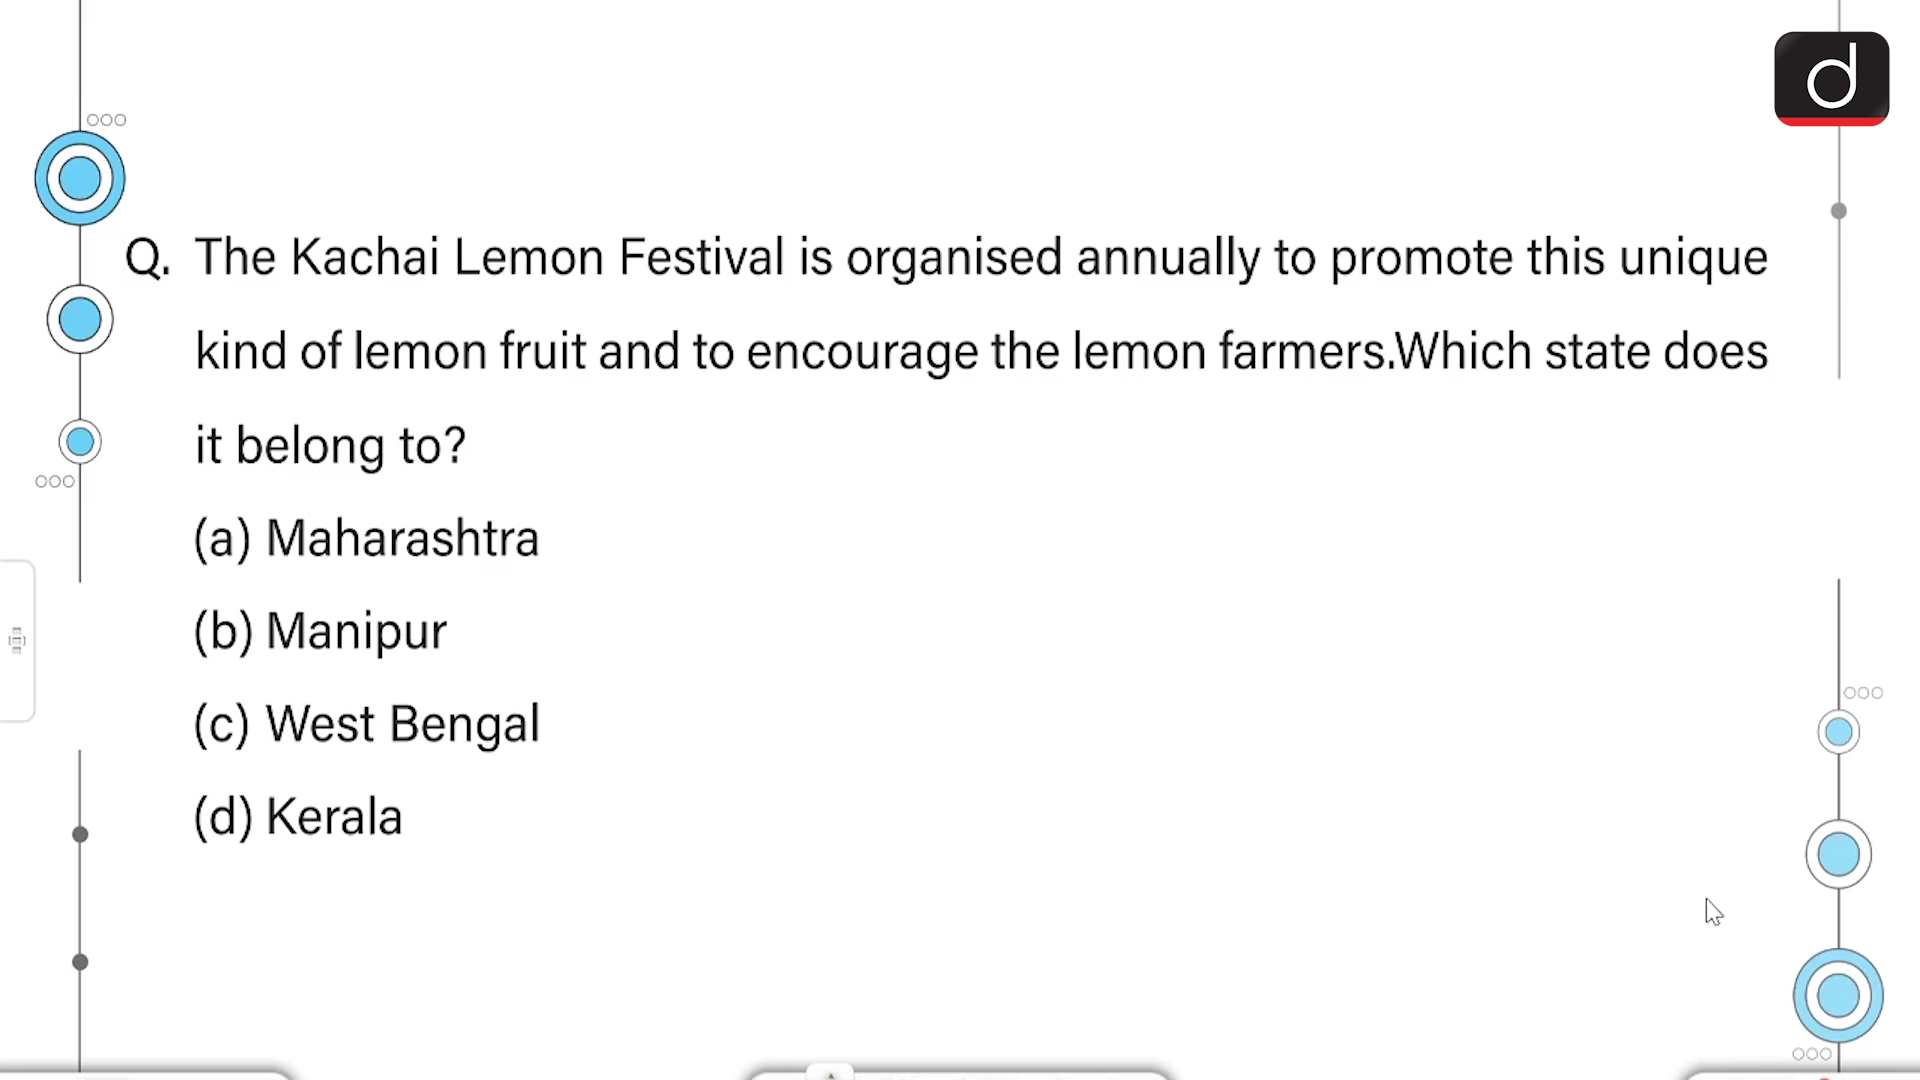 d
Q. The Kachai Lemon Festival is organised annually to promote this unique
kind of lemon fruit and to encourage the lemon farmers.Which state does
it belong to?
(a) Maharashtra
(b) Manipur
(c) West Bengal
(d) Kerala